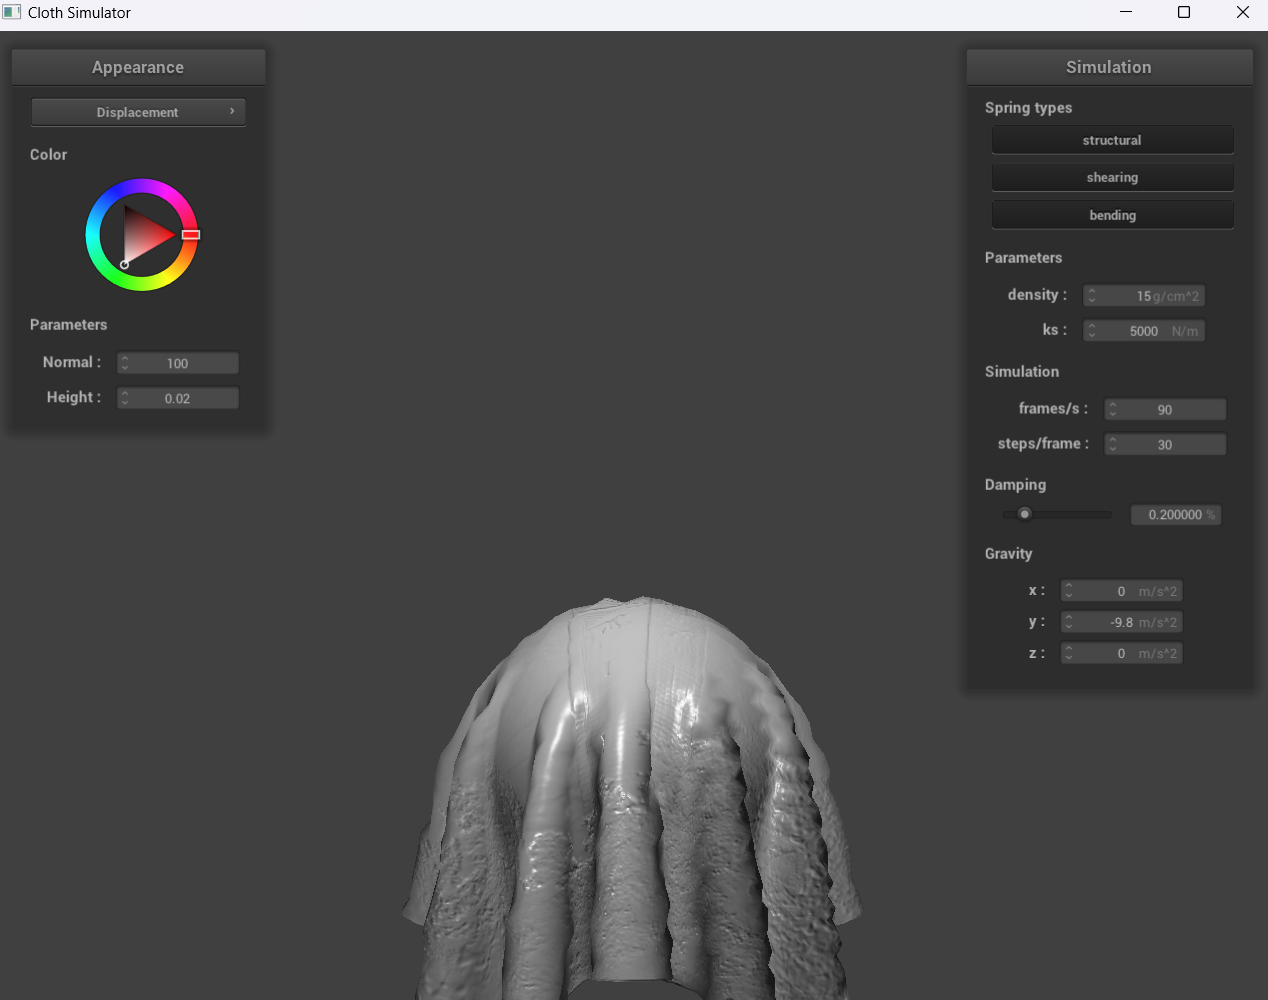 Cloth Simulator
Appearance
Displacement
Color
Parameters
Normal : 100
Height : 0.02
Simulation
Spring types
structural
shearing
bending
Parameters
density : 15 g/cm^2
ks : 5000 N/m
Simulation
frames/s : 90
steps/frame : 30
Damping
0.200000 %
Gravity
x : 0 m/s^2
y : -9.8 m/s^2
z : 0 m/s^2